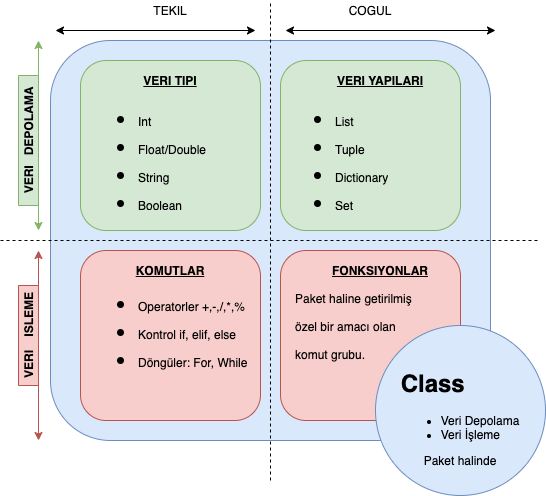 TEKIL
COGUL
VERI DEPOLAMA
VERI TIPI
Int
Float/Double
String
Boolean
VERI YAPILARI
List
Tuple
Dictionary
Set
VERI ISLEME
KOMUTLAR
Operatorler +,-,/,*,%
Kontrol if, elif, else
Döngüler: For, While
FONKSIYONLAR
Paket haline getirilmiş
özel bir amacı olan
komut grubu.
Class
Veri Depolama
Veri İşleme
Paket halinde